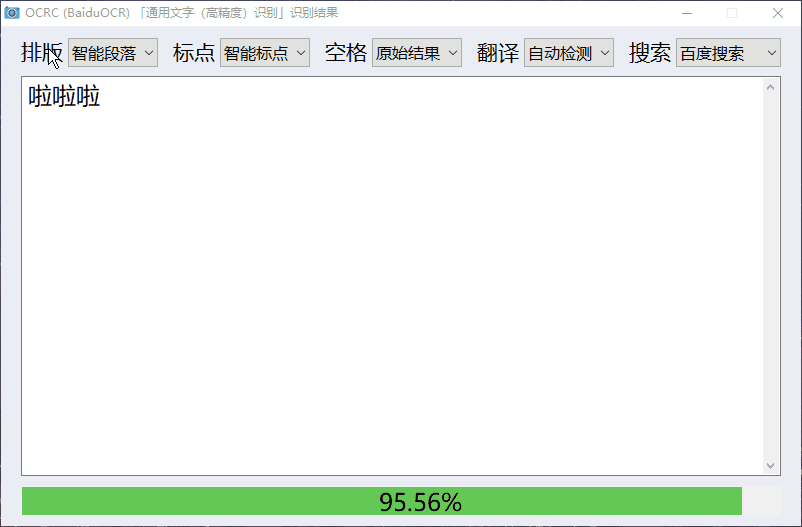 OCRC (BaiduOCR) 「通用文字（高精度）识别」识别结果
排版 智能段落 标点 智能标点 空格 原始结果 翻译 自动检测 搜索 百度搜索
啦啦啦
95.56%